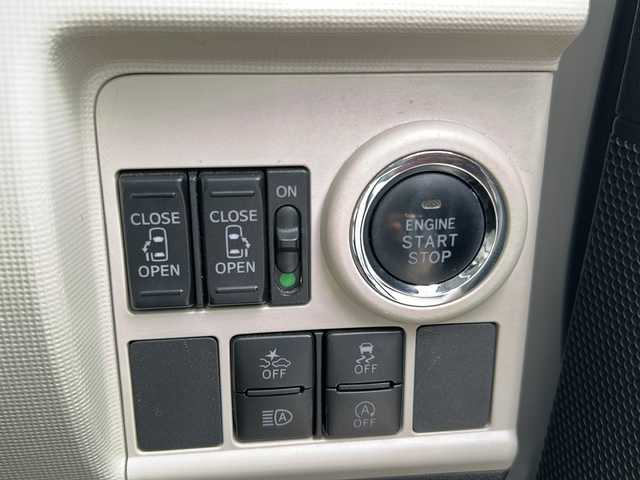 CLOSE
OPEN
CLOSE
OPEN
ON
ENGINE
START
STOP
OFF
OFF
A
A
OFF